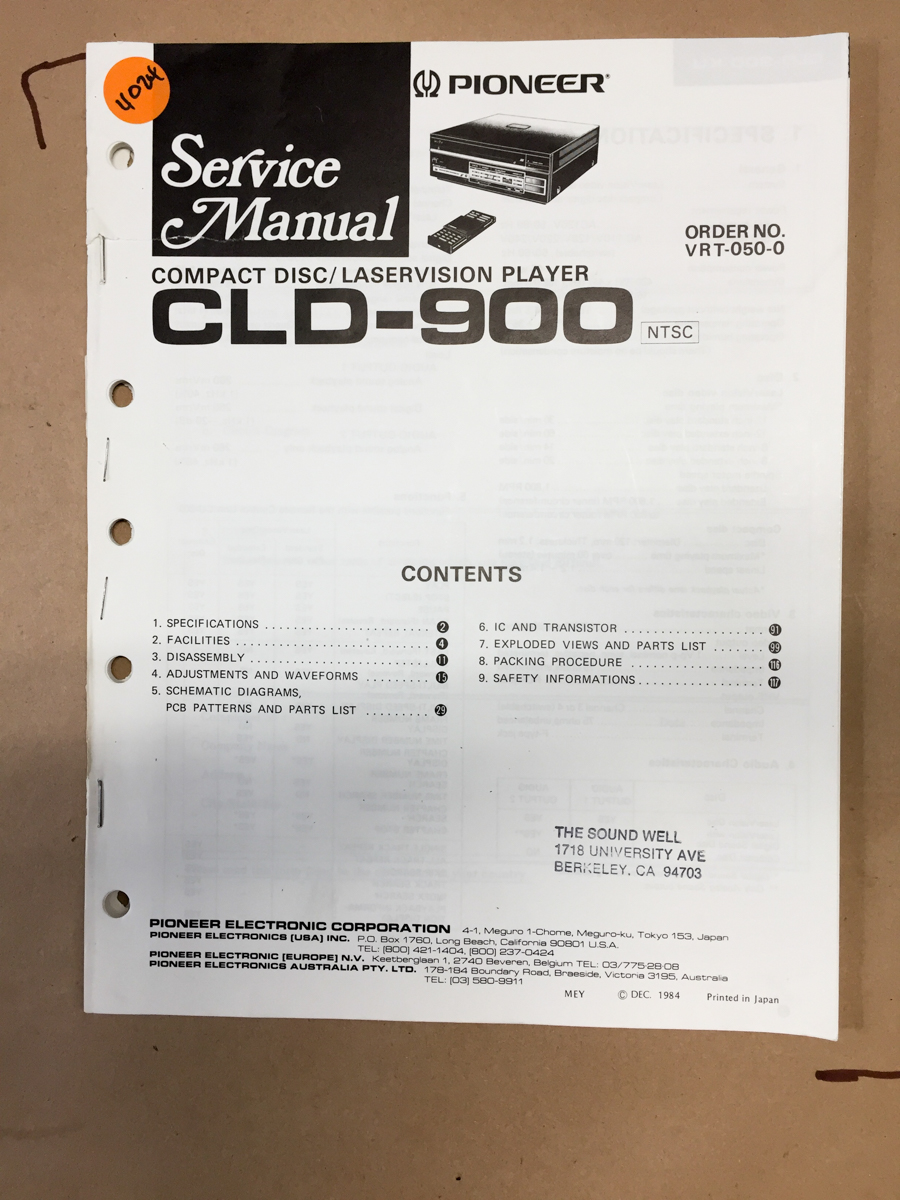 4024
PIONEER®
Service
Manual
ORDER NO.
VRT-050-0
COMPACT DISC/LASERVISION PLAYER
CLD-900 NTSC
CONTENTS
1. SPECIFICATIONS ........................ 2
2. FACILITIES ........................... 4
3. DISASSEMBLY .......................... 11
4. ADJUSTMENTS AND WAVEFORMS ......... 15
5. SCHEMATIC DIAGRAMS,
PCB PATTERNS AND PARTS LIST ......... 29
6. IC AND TRANSISTOR .................... 91
7. EXPLODED VIEWS AND PARTS LIST ....... 99
8. PACKING PROCEDURE ................... 116
9. SAFETY INFORMATIONS .................. 117
THE SOUND WELL
1718 UNIVERSITY AVE
BERKELEY, CA 94703
PIONEER ELECTRONIC CORPORATION 4-1, Meguro 1-Chome, Meguro-ku, Tokyo 153, Japan
PIONEER ELECTRONICS (USA) INC. P.O. Box 1760, Long Beach, California 90801 U.S.A.
TEL: (800) 421-1404, (800) 237-0424
PIONEER ELECTRONIC (EUROPE) N.V. Keetberglaan 1, 2740 Beveren, Belgium TEL: 03/775-28-08
PIONEER ELECTRONICS AUSTRALIA PTY. LTD. 178-184 Boundary Road, Braeside, Victoria 3195, Australia
TEL: (03) 580-9911
MEY © DEC. 1984 Printed in Japan